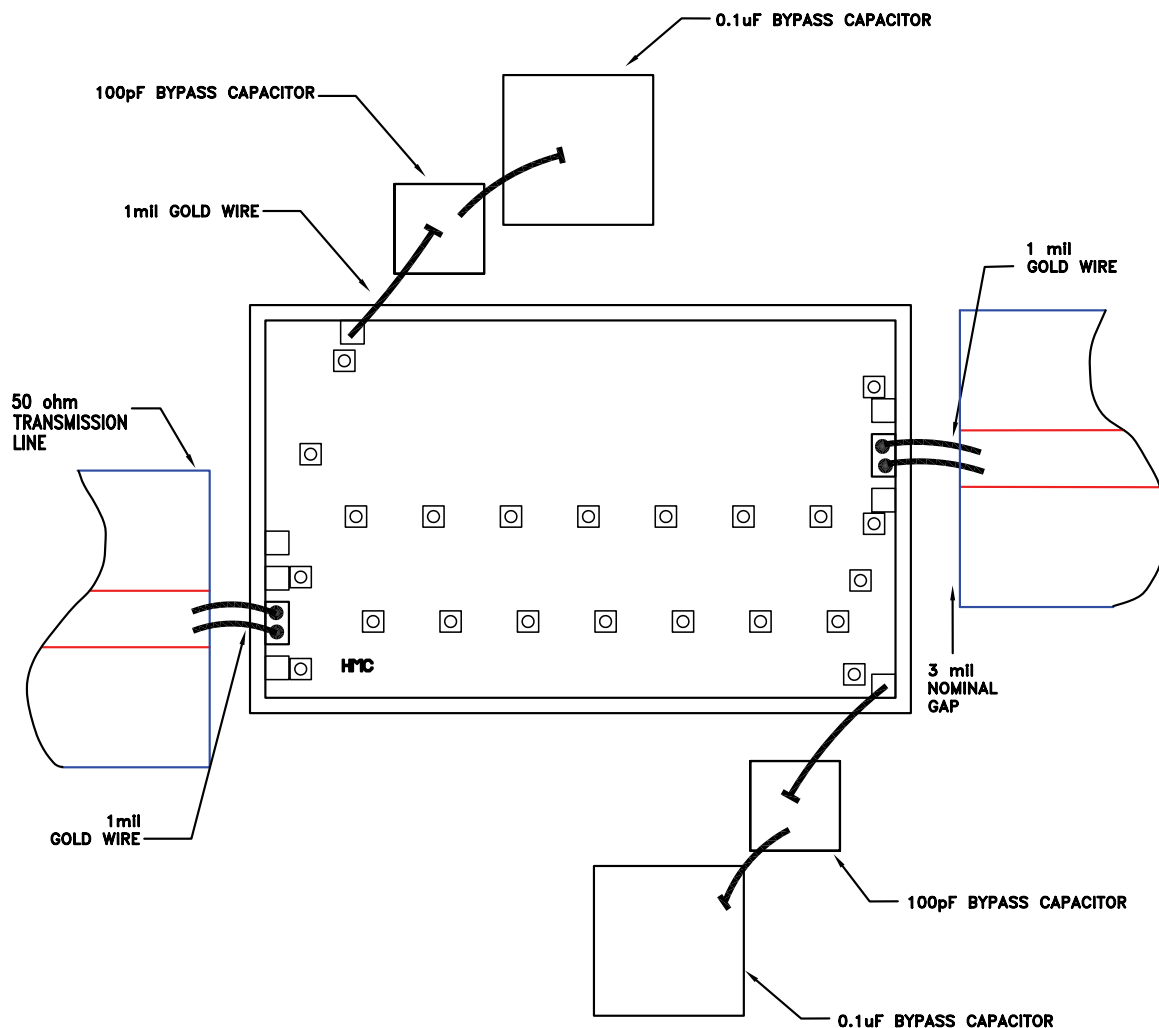 0.1uF BYPASS CAPACITOR
100pF BYPASS CAPACITOR
1mil GOLD WIRE
1 mil
GOLD WIRE
50 ohm
TRANSMISSION
LINE
HMC
3 mil
NOMINAL
GAP
1mil
GOLD WIRE
100pF BYPASS CAPACITOR
0.1uF BYPASS CAPACITOR